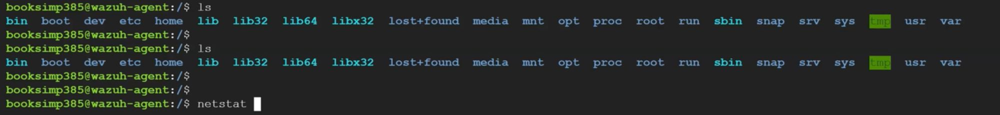 booksimp385@wazuh-agent:/$ ls
bin boot dev etc home lib lib32 lib64 libx32 lost+found media mnt opt proc root run sbin snap srv sys tmp usr var
booksimp385@wazuh-agent:/$
booksimp385@wazuh-agent:/$ ls
bin boot dev etc home lib lib32 lib64 libx32 lost+found media mnt opt proc root run sbin snap srv sys tmp usr var
booksimp385@wazuh-agent:/$
booksimp385@wazuh-agent:/$
booksimp385@wazuh-agent:/$ netstat